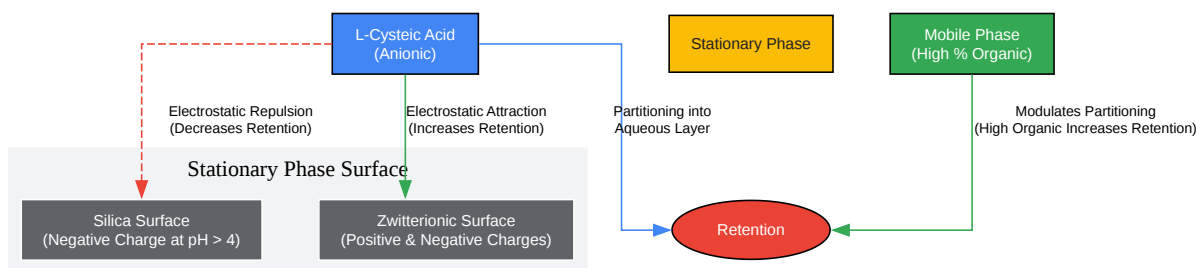 L-Cysteic Acid
(Anionic)
Stationary Phase
Mobile Phase
(High % Organic)
Electrostatic Repulsion
(Decreases Retention)
Electrostatic Attraction
(Increases Retention)
Partitioning into
Aqueous Layer
Modulates Partitioning
(High Organic Increases Retention)
Stationary Phase Surface
Silica Surface
(Negative Charge at pH > 4)
Zwitterionic Surface
(Positive & Negative Charges)
Retention